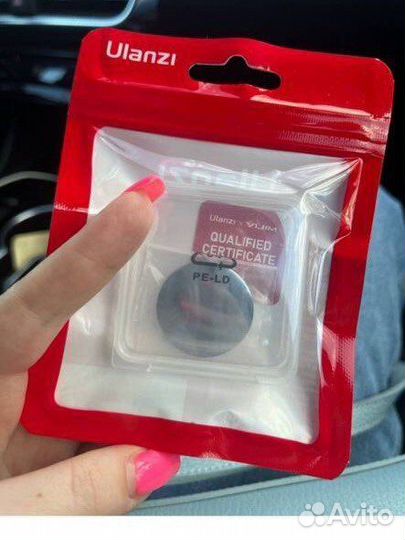 Ulanzi
Ulanzi × VIJIM
QUALIFIED
CERTIFICATE
PE-LD
Avito